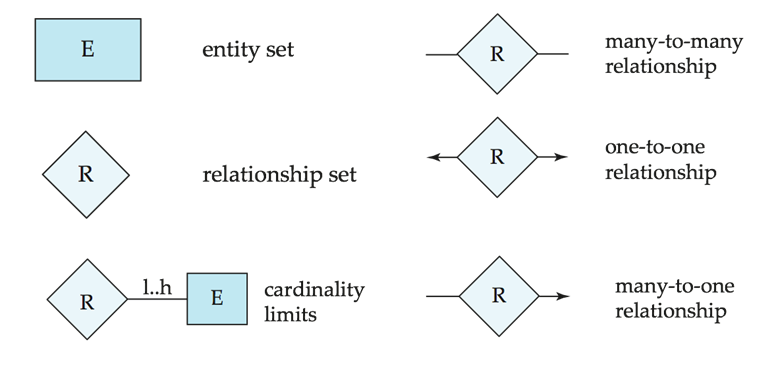 E
entity set
R
many-to-many
relationship
R
relationship set
R
one-to-one
relationship
R
l..h
E
cardinality
limits
R
many-to-one
relationship